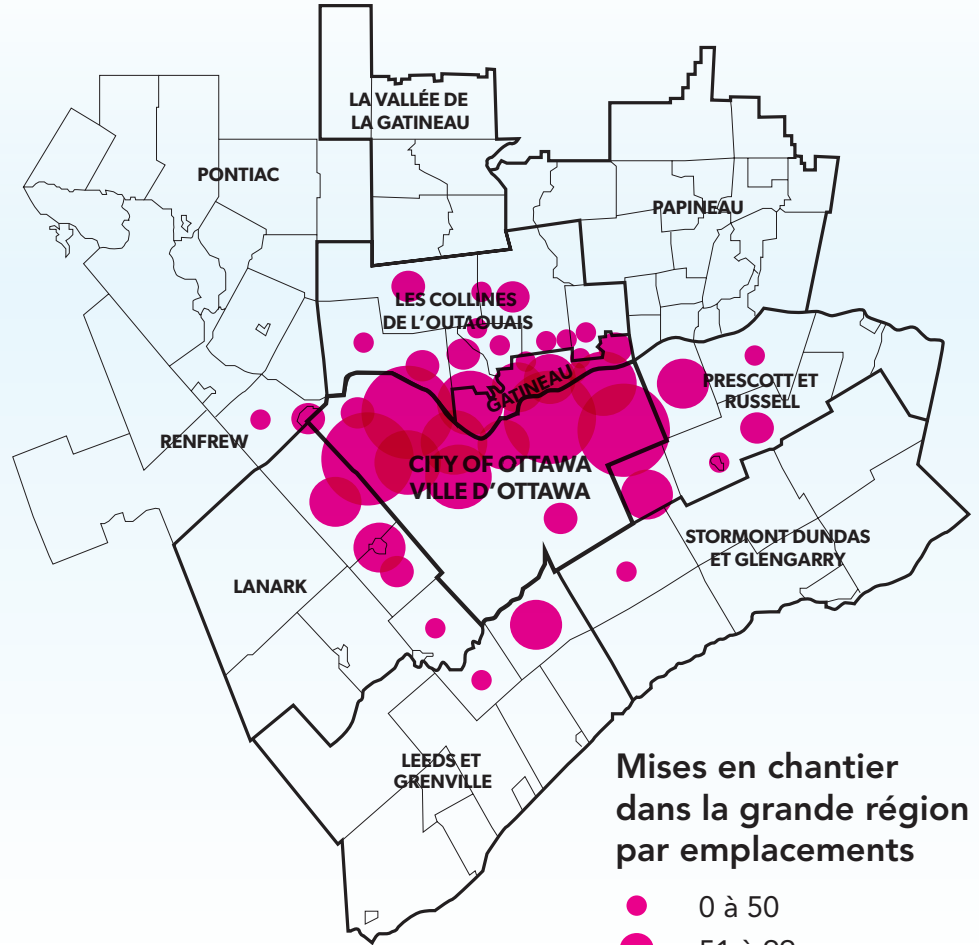 LA VALLÉE DE
LA GATINEAU
PONTIAC
PAPINEAU
LES COLLINES
DE L'OUTAOUAIS
GATINEAU
PRESCOTT ET
RUSSELL
RENFREW
CITY OF OTTAWA
VILLE D'OTTAWA
STORMONT DUNDAS
ET GLENGARRY
LANARK
LEEDS ET
GRENVILLE
Mises en chantier
dans la grande région
par emplacements
0 à 50
51 à